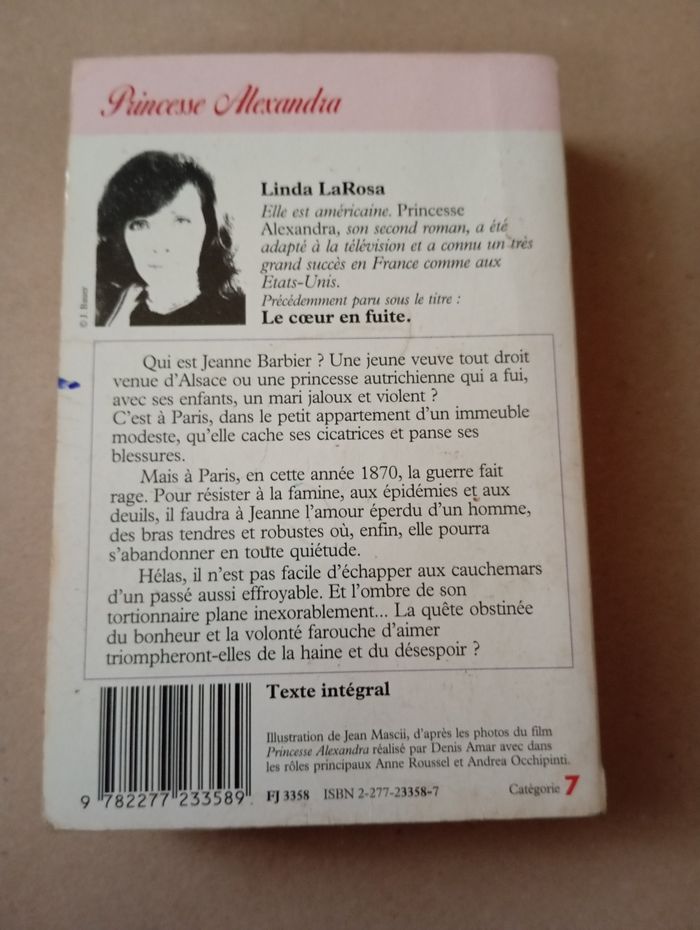 Princesse Alexandra
© J. Bauer
Linda LaRosa
Elle est américaine. Princesse
Alexandra, son second roman, a été
adapté à la télévision et a connu un très
grand succès en France comme aux
Etats-Unis.
Précédemment paru sous le titre :
Le cœur en fuite.
Qui est Jeanne Barbier ? Une jeune veuve tout droit
venue d'Alsace ou une princesse autrichienne qui a fui,
avec ses enfants, un mari jaloux et violent ?
C'est à Paris, dans le petit appartement d'un immeuble
modeste, qu'elle cache ses cicatrices et panse ses
blessures.
Mais à Paris, en cette année 1870, la guerre fait
rage. Pour résister à la famine, aux épidémies et aux
deuils, il faudra à Jeanne l'amour éperdu d'un homme,
des bras tendres et robustes où, enfin, elle pourra
s'abandonner en toute quiétude.
Hélas, il n'est pas facile d'échapper aux cauchemars
d'un passé aussi effroyable. Et l'ombre de son
tortionnaire plane inexorablement... La quête obstinée
du bonheur et la volonté farouche d'aimer
triompheront-elles de la haine et du désespoir ?
Texte intégral
Illustration de Jean Mascii, d'après les photos du film
Princesse Alexandra réalisé par Denis Amar avec dans
les rôles principaux Anne Roussel et Andrea Occhipinti.
9 782277 233589
FJ 3358 ISBN 2-277-23358-7
Catégorie 7